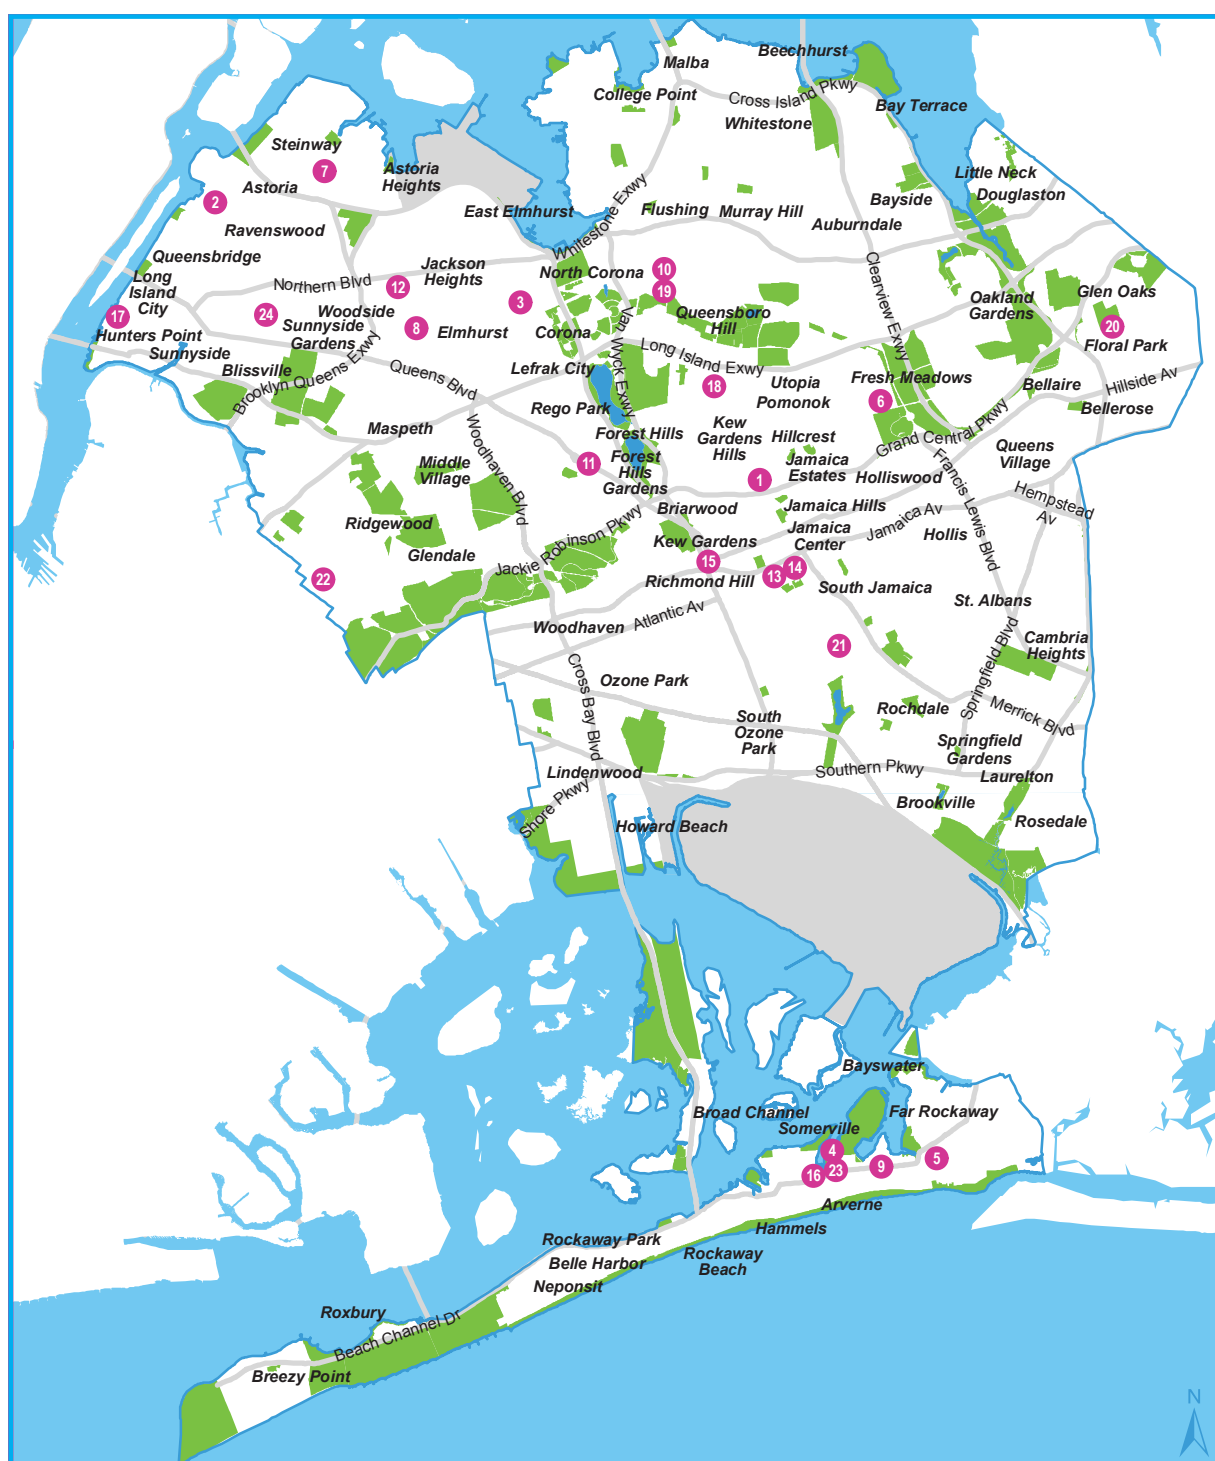 Beechhurst
Malba
College Point
Cross Island Pkwy
Bay Terrace
Whitestone
Steinway
7
Astoria
Heights
Astoria
2
Little Neck
Douglaston
Bayside
East Elmhurst
Whitestone Exwy
Flushing
Murray Hill
Auburndale
Ravenswood
Queensbridge
Long
Island
City
Northern Blvd
12
Jackson
Heights
North Corona
10
19
Clearview Exwy
3
17
24
Woodside
8
Elmhurst
Corona
Van Wyck Exwy
Queensboro
Hill
Oakland
Gardens
Glen Oaks
20
Floral Park
Hunters Point
Sunnyside
Gardens
Sunnyside
Blissville
Brooklyn Queens Exwy
Queens Blvd
Lefrak City
Long Island Exwy
18
Utopia
Pomonok
Fresh Meadows
6
Bellaire
Hillside Av
Bellerose
Rego Park
Maspeth
Woodhaven Blvd
Forest Hills
Kew
Gardens
Hills
Hillcrest
Grand Central Pkwy
Queens
Village
11
Forest
Hills
Gardens
Middle
Village
1
Jamaica
Estates
Holliswood
Francis Lewis Blvd
Hempstead
Av
Briarwood
Jamaica Hills
Ridgewood
Glendale
Jackie Robinson Pkwy
Kew Gardens
Jamaica
Center
Jamaica Av
Hollis
15
13
14
22
Richmond Hill
South Jamaica
St. Albans
Woodhaven
Atlantic Av
21
Springfield Blvd
Cambria
Heights
Cross Bay Blvd
Ozone Park
South
Ozone
Park
Rochdale
Merrick Blvd
Springfield
Gardens
Laurelton
Lindenwood
Southern Pkwy
Shore Pkwy
Brookville
Howard Beach
Rosedale
Bayswater
Broad Channel
Somerville
Far Rockaway
4
16
23
9
5
Arverne
Hammels
Rockaway Park
Rockaway
Beach
Belle Harbor
Neponsit
Roxbury
Beach Channel Dr
Breezy Point
N